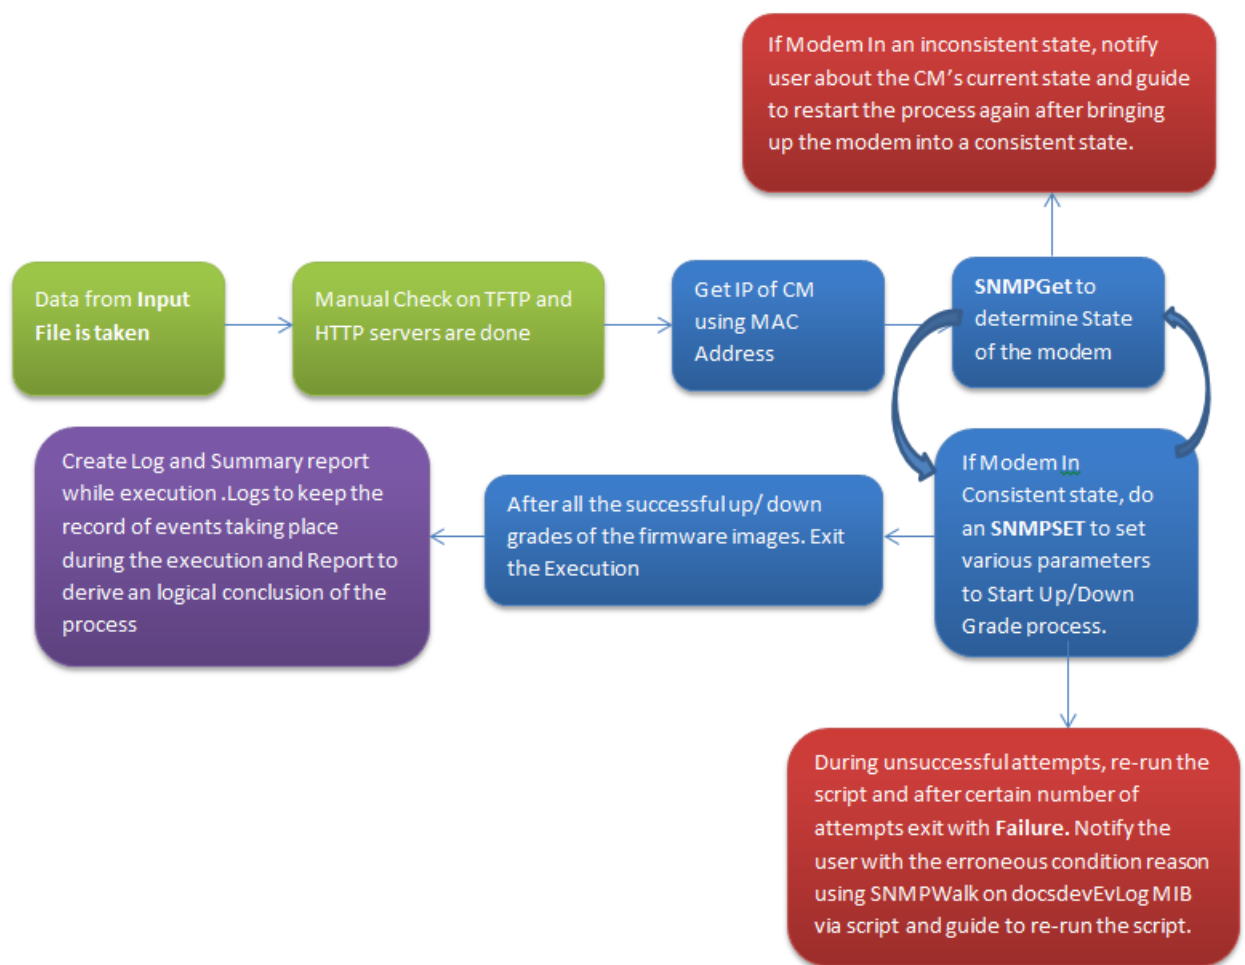 If Modem In an inconsistent state, notify
user about the CM's current state and guide
to restart the process again after bringing
up the modem into a consistent state.
Data from Input
File is taken
Manual Check on TFTP and
HTTP servers are done
Get IP of CM
using MAC
Address
SNMPGet to
determine State
of the modem
If Modem In
Consistent state, do
an SNMPSET to set
various parameters
to Start Up/Down
Grade process.
After all the successful up/ down
grades of the firmware images. Exit
the Execution
Create Log and Summary report
while execution .Logs to keep the
record of events taking place
during the execution and Report to
derive an logical conclusion of the
process
During unsuccessful attempts, re-run the
script and after certain number of
attempts exit with Failure. Notify the
user with the erroneous condition reason
using SNMPWalk on docsdevEvLog MIB
via script and guide to re-run the script.